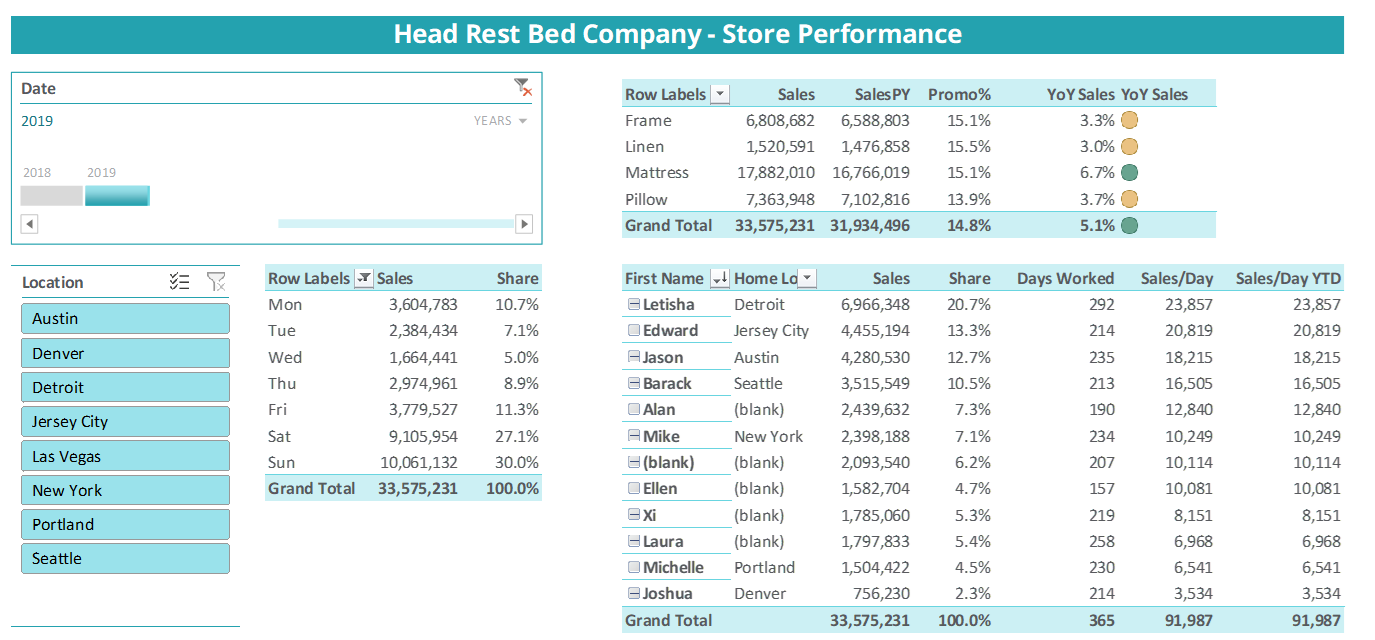 Head Rest Bed Company - Store Performance
Date
2019 YEARS
2018 2019
Row Labels Sales SalesPY Promo% YoY Sales YoY Sales
Frame 6,808,682 6,588,803 15.1% 3.3%
Linen 1,520,591 1,476,858 15.5% 3.0%
Mattress 17,882,010 16,766,019 15.1% 6.7%
Pillow 7,363,948 7,102,816 13.9% 3.7%
Grand Total 33,575,231 31,934,496 14.8% 5.1%
Location
Austin
Denver
Detroit
Jersey City
Las Vegas
New York
Portland
Seattle
Row Labels Sales Share
Mon 3,604,783 10.7%
Tue 2,384,434 7.1%
Wed 1,664,441 5.0%
Thu 2,974,961 8.9%
Fri 3,779,527 11.3%
Sat 9,105,954 27.1%
Sun 10,061,132 30.0%
Grand Total 33,575,231 100.0%
First Name Home Lo Sales Share Days Worked Sales/Day Sales/Day YTD
Letisha Detroit 6,966,348 20.7% 292 23,857 23,857
Edward Jersey City 4,455,194 13.3% 214 20,819 20,819
Jason Austin 4,280,530 12.7% 235 18,215 18,215
Barack Seattle 3,515,549 10.5% 213 16,505 16,505
Alan (blank) 2,439,632 7.3% 190 12,840 12,840
Mike New York 2,398,188 7.1% 234 10,249 10,249
(blank) (blank) 2,093,540 6.2% 207 10,114 10,114
Ellen (blank) 1,582,704 4.7% 157 10,081 10,081
Xi (blank) 1,785,060 5.3% 219 8,151 8,151
Laura (blank) 1,797,833 5.4% 258 6,968 6,968
Michelle Portland 1,504,422 4.5% 230 6,541 6,541
Joshua Denver 756,230 2.3% 214 3,534 3,534
Grand Total 33,575,231 100.0% 365 91,987 91,987